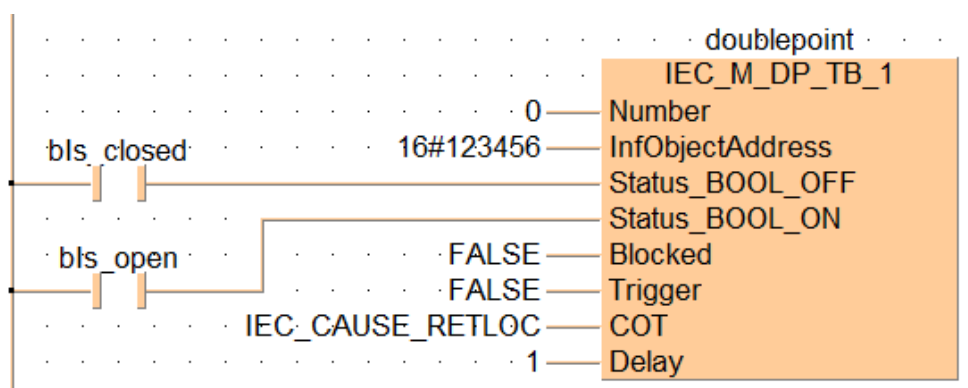 doublepoint
IEC_M_DP_TB_1
0 Number
bIs_closed 16#123456 InfObjectAddress
Status_BOOL_OFF
Status_BOOL_ON
bIs_open FALSE Blocked
FALSE Trigger
IEC_CAUSE_RETLOC COT
1 Delay